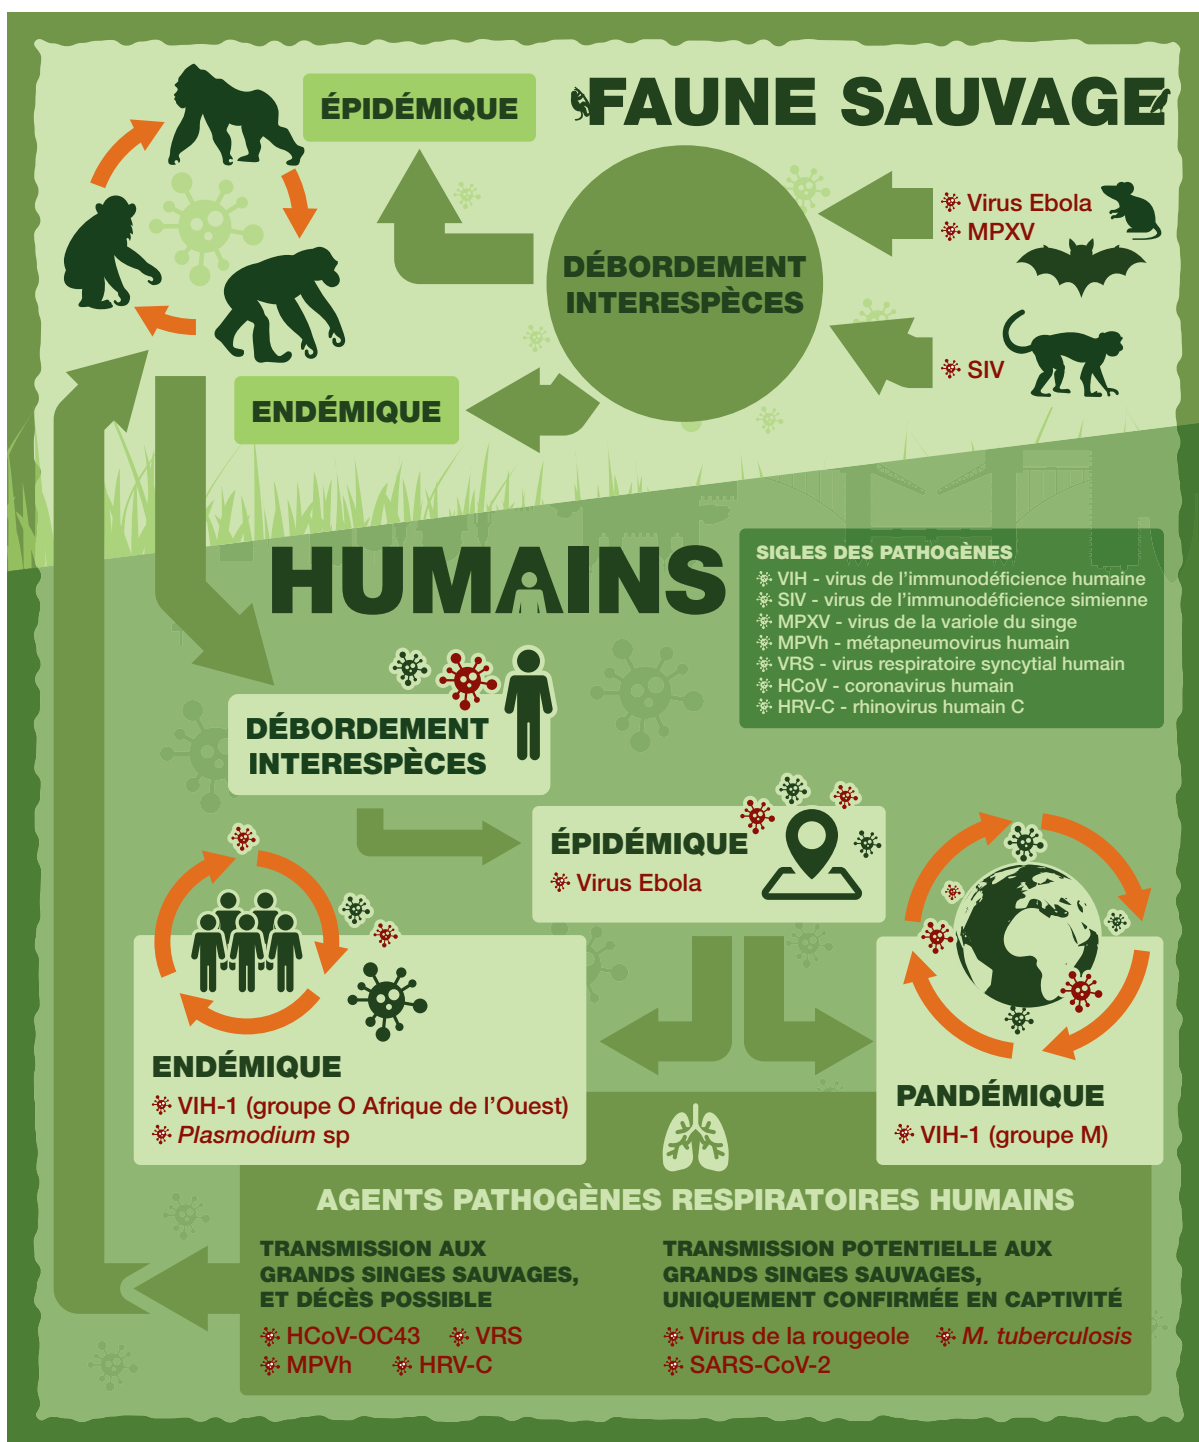 FAUNE SAUVAGE
ÉPIDÉMIQUE
Virus Ebola
MPXV
DÉBORDEMENT
INTERESPÈCES
SIV
ENDÉMIQUE
HUMAINS
SIGLES DES PATHOGÈNES
VIH - virus de l’immunodéficience humaine
SIV - virus de l’immunodéficience simienne
MPXV - virus de la variole du singe
MPVh - métapneumovirus humain
VRS - virus respiratoire syncytial humain
HCoV - coronavirus humain
HRV-C - rhinovirus humain C
DÉBORDEMENT
INTERESPÈCES
ÉPIDÉMIQUE
Virus Ebola
ENDÉMIQUE
VIH-1 (groupe O Afrique de l’Ouest)
Plasmodium sp
PANDÉMIQUE
VIH-1 (groupe M)
AGENTS PATHOGÈNES RESPIRATOIRES HUMAINS
TRANSMISSION AUX
GRANDS SINGES SAUVAGES,
ET DÉCÈS POSSIBLE
HCoV-OC43 VRS
MPVh HRV-C
TRANSMISSION POTENTIELLE AUX
GRANDS SINGES SAUVAGES,
UNIQUEMENT CONFIRMÉE EN CAPTIVITÉ
Virus de la rougeole M. tuberculosis
SARS-CoV-2